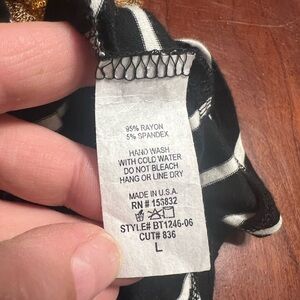 95% RAYON
5% SPANDEX
HAND WASH
WITH COLD WATER
DO NOT BLEACH
HANG OR LINE DRY
MADE IN U.S.A.
RN # 158832
STYLE# BT1246-06
CUT# 836
L